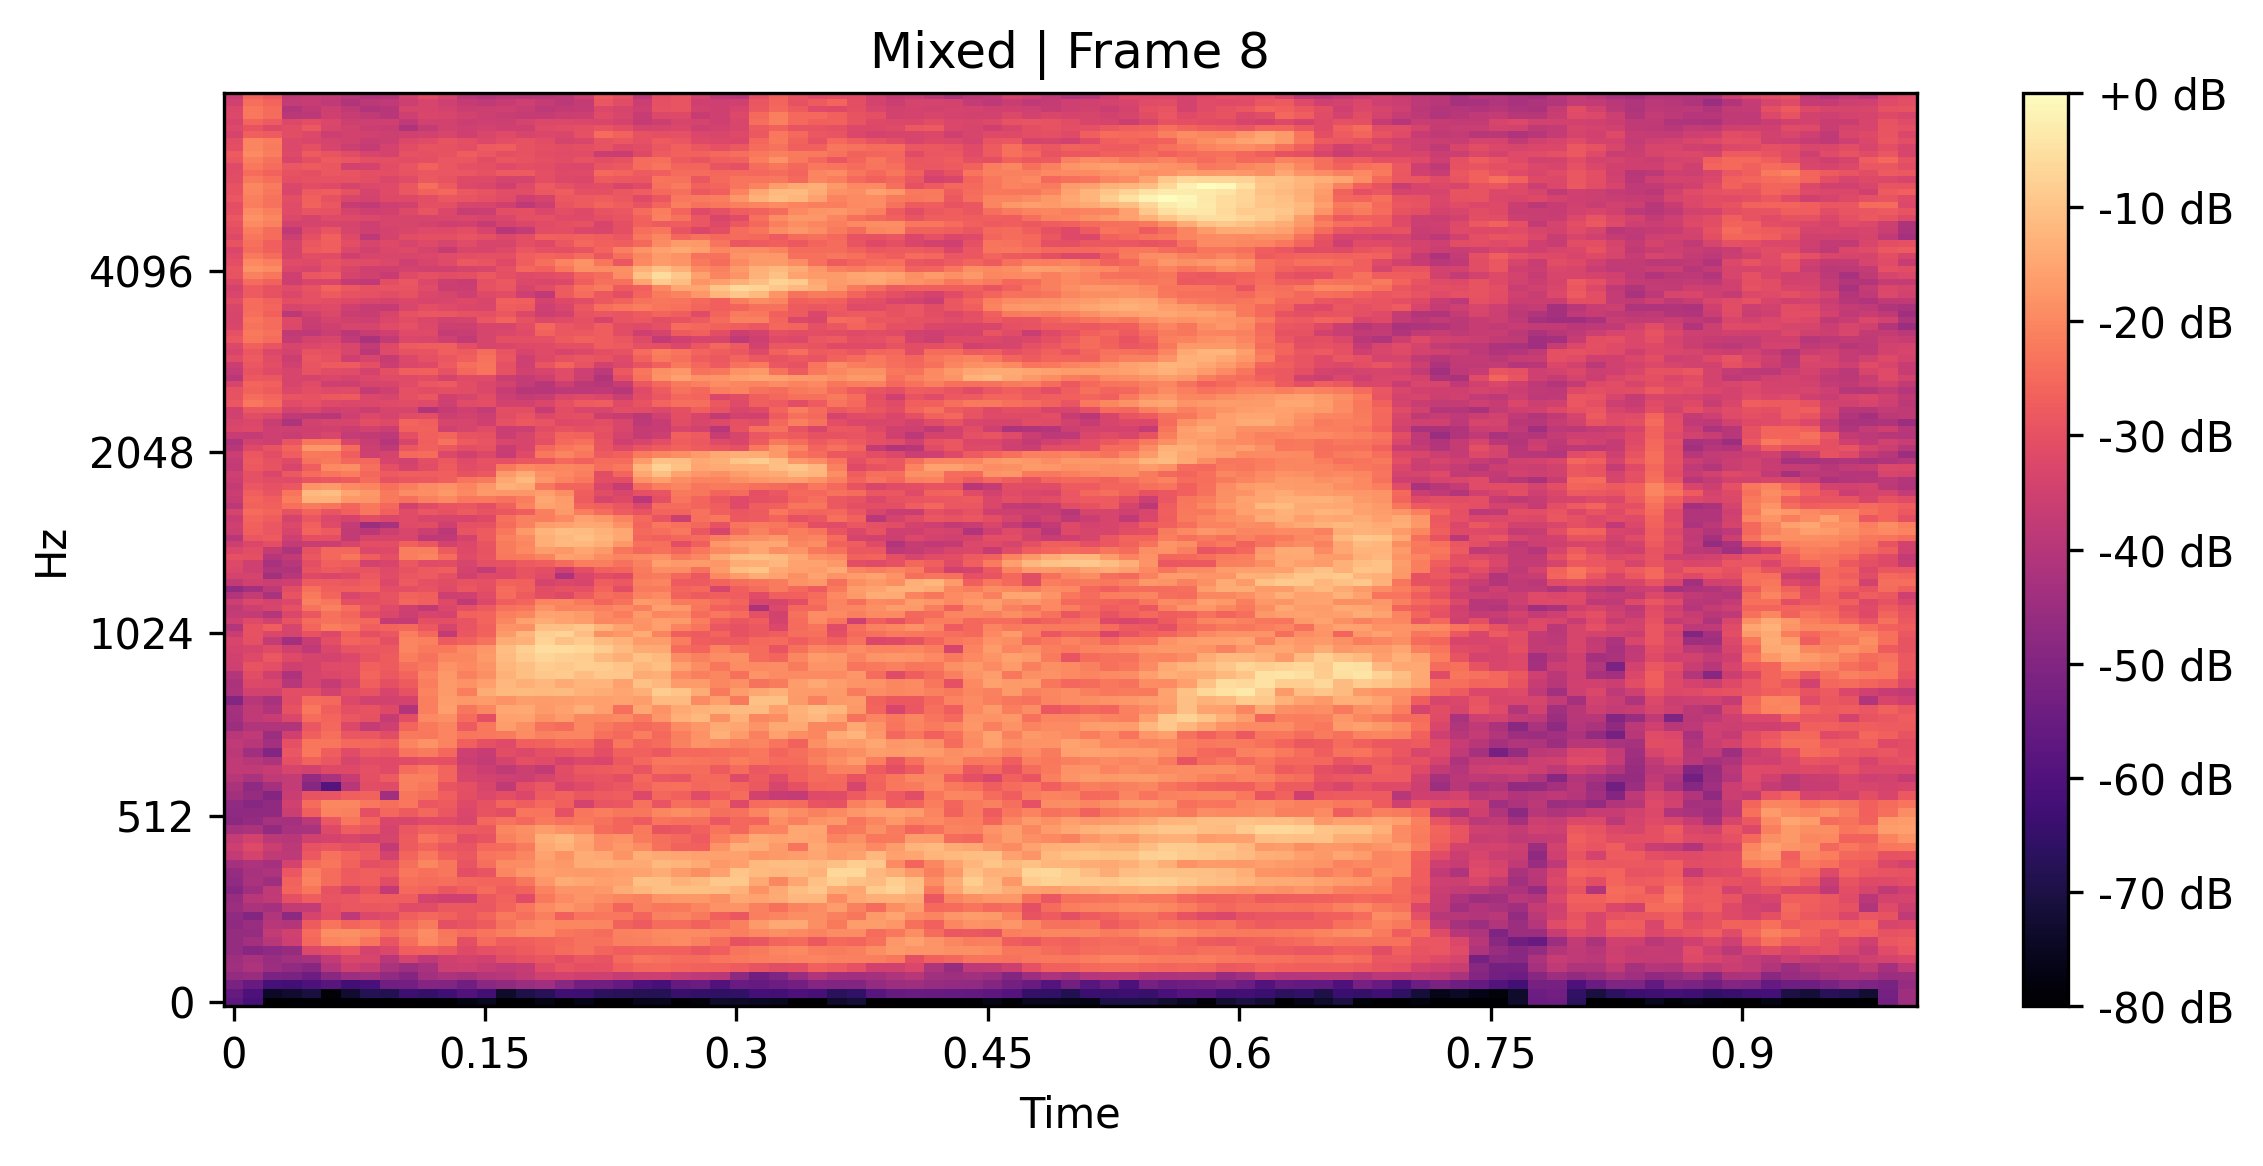 Mixed | Frame 8
+0 dB
-10 dB
-20 dB
-30 dB
-40 dB
-50 dB
-60 dB
-70 dB
-80 dB
Hz
4096
2048
1024
512
0
0 0.15 0.3 0.45 0.6 0.75 0.9
Time